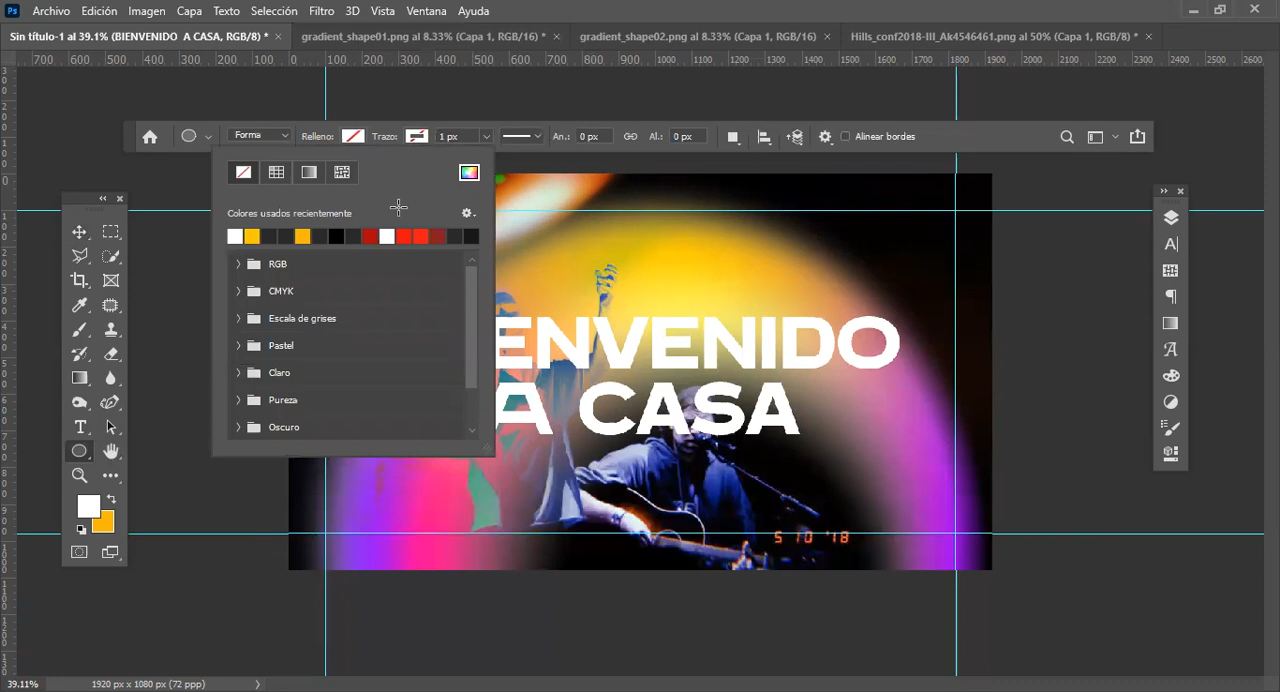 Ps Archivo Edición Imagen Capa Texto Selección Filtro 3D Vista Ventana Ayuda
Sin título-1 al 39.1% (BIENVENIDO A CASA, RGB/8) * × gradient_shape01.png al 8.33% (Capa 1, RGB/16) * × gradient_shape02.png al 8.33% (Capa 1, RGB/16) × Hills_conf2018-III_Ak4546461.png al 50% (Capa 1, RGB/8) * ×
700 600 500 400 300 200 100 0 100 200 300 400 500 600 700 800 900 1000 1100 1200 1300 1400 1500 1600 1700 1800 1900 2000 2100 2200 2300 2400 2500 2600
Forma Relleno: Trazo: 1 px An.: 0 px Al.: 0 px Alinear bordes
Colores usados recientemente
RGB
CMYK
Escala de grises
Pastel
Claro
Pureza
Oscuro
ENVENIDO
A CASA
5 10 '18
39.11% 1920 px x 1080 px (72 ppp)